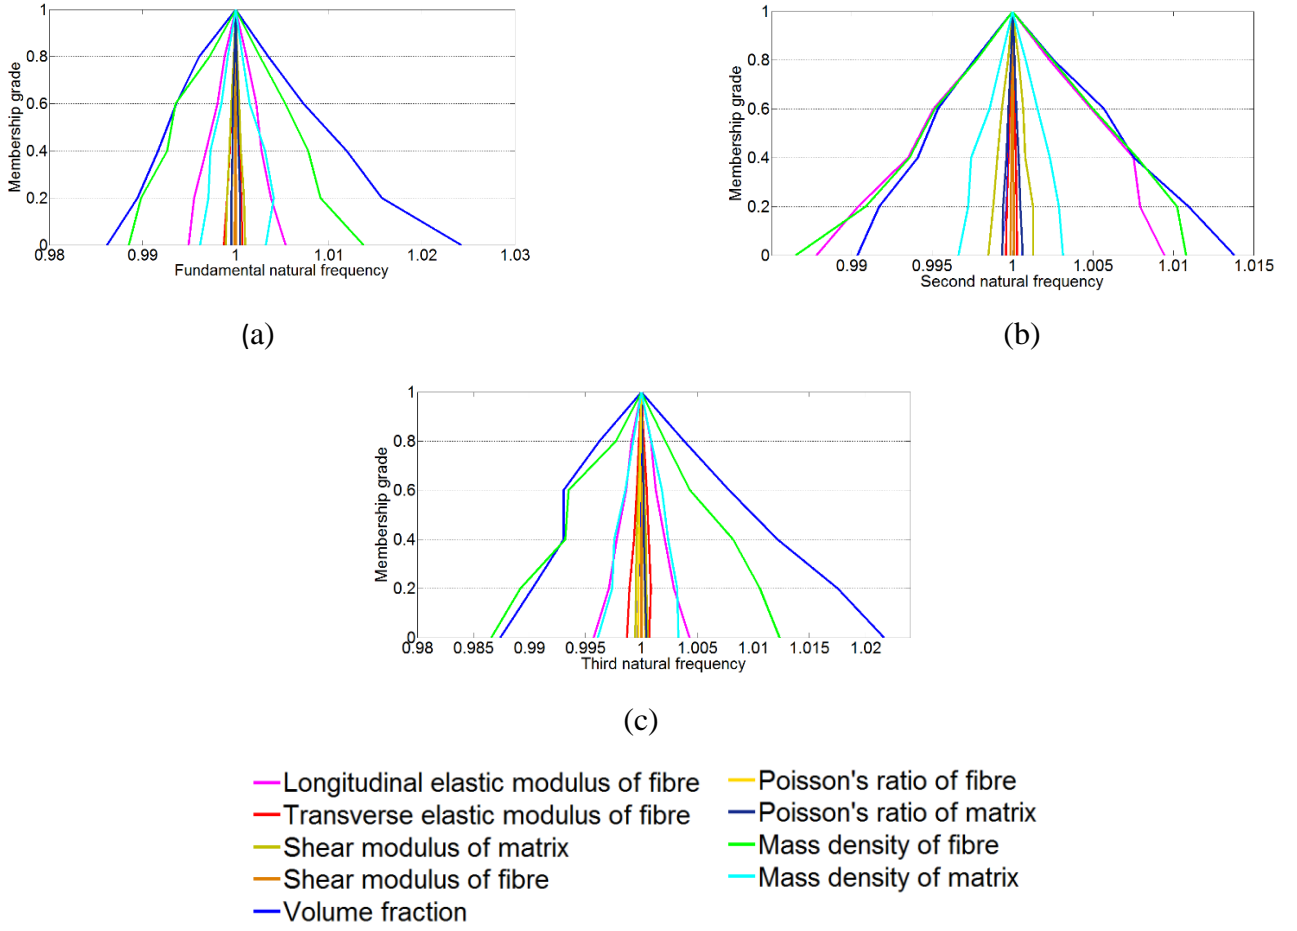 1
0.8
0.6
0.4
0.2
0
Membership grade
0.98 0.99 1 1.01 1.02 1.03
Fundamental natural frequency
(a)
1
0.8
0.6
0.4
0.2
0
Membership grade
0.99 0.995 1 1.005 1.01 1.015
Second natural frequency
(b)
1
0.8
0.6
0.4
0.2
0
Membership grade
0.98 0.985 0.99 0.995 1 1.005 1.01 1.015 1.02
Third natural frequency
(c)
Longitudinal elastic modulus of fibre
Transverse elastic modulus of fibre
Shear modulus of matrix
Shear modulus of fibre
Volume fraction
Poisson's ratio of fibre
Poisson's ratio of matrix
Mass density of fibre
Mass density of matrix